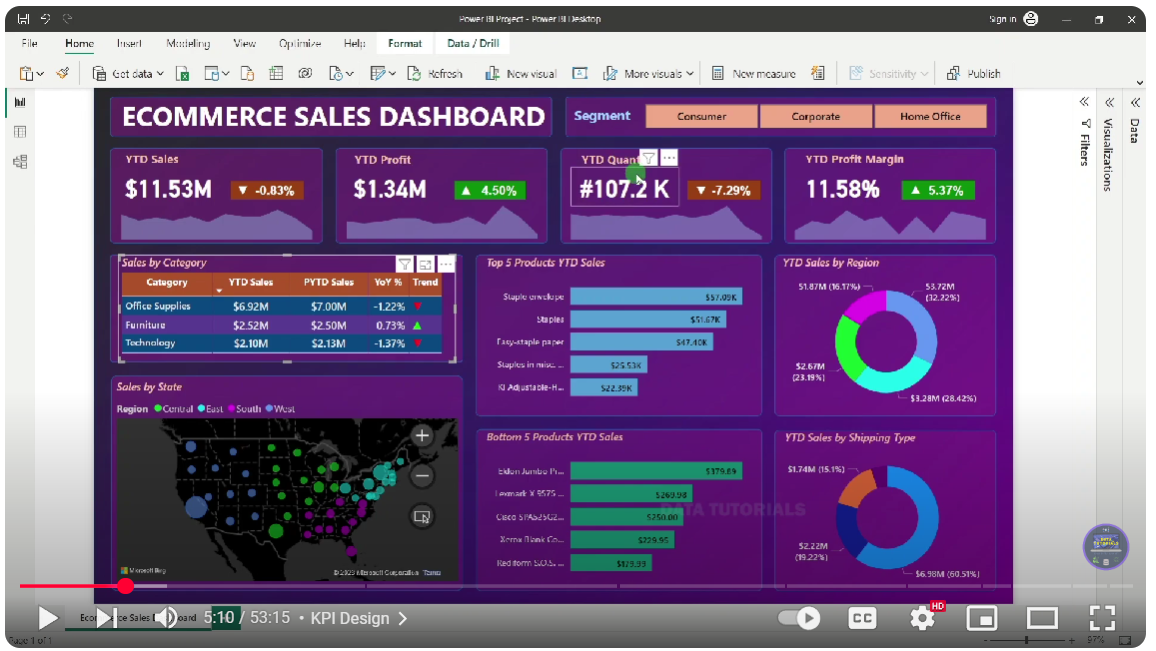 Power BI Project - Power BI Desktop
Sign in
File Home Insert Modeling View Optimize Help Format Data / Drill
Get data Refresh New visual More visuals New measure Sensitivity Publish
ECOMMERCE SALES DASHBOARD
Segment Consumer Corporate Home Office
Filters
Visualizations
Data
YTD Sales
$11.53M ▼ -0.83%
YTD Profit
$1.34M ▲ 4.50%
YTD Quan
#107.2 K ▼ -7.29%
YTD Profit Margin
11.58% ▲ 5.37%
Sales by Category
Category YTD Sales PYTD Sales YoY % Trend
Office Supplies $6.92M $7.00M -1.22% ▼
Furniture $2.52M $2.50M 0.73% ▲
Technology $2.10M $2.13M -1.37% ▼
Top 5 Products YTD Sales
Staple envelope $57.09K
Staples $51.67K
Easy-staple paper $47.40K
Staples in misc. ... $25.53K
KI Adjustable-H... $22.39K
YTD Sales by Region
$1.87M (16.17%)
$3.72M
(32.22%)
$2.67M
(23.19%)
$3.28M (28.42%)
Sales by State
Region Central East South West
Microsoft Bing
© 2023 Microsoft Corporation Terms
Bottom 5 Products YTD Sales
Eldon Jumbo Pr... $379.89
Lexmark X 9575 ... $269.98
Cisco SPA525G2... $250.00
Xerox Blank Co... $229.95
Rediform S.O.S. ...
DATA TUTORIALS
YTD Sales by Shipping Type
$1.74M (15.1%)
$2.22M
(19.22%)
$6.98M (60.51%)
5:10 / 53:15 • KPI Design
CC
HD
Page 1 of 1
97%